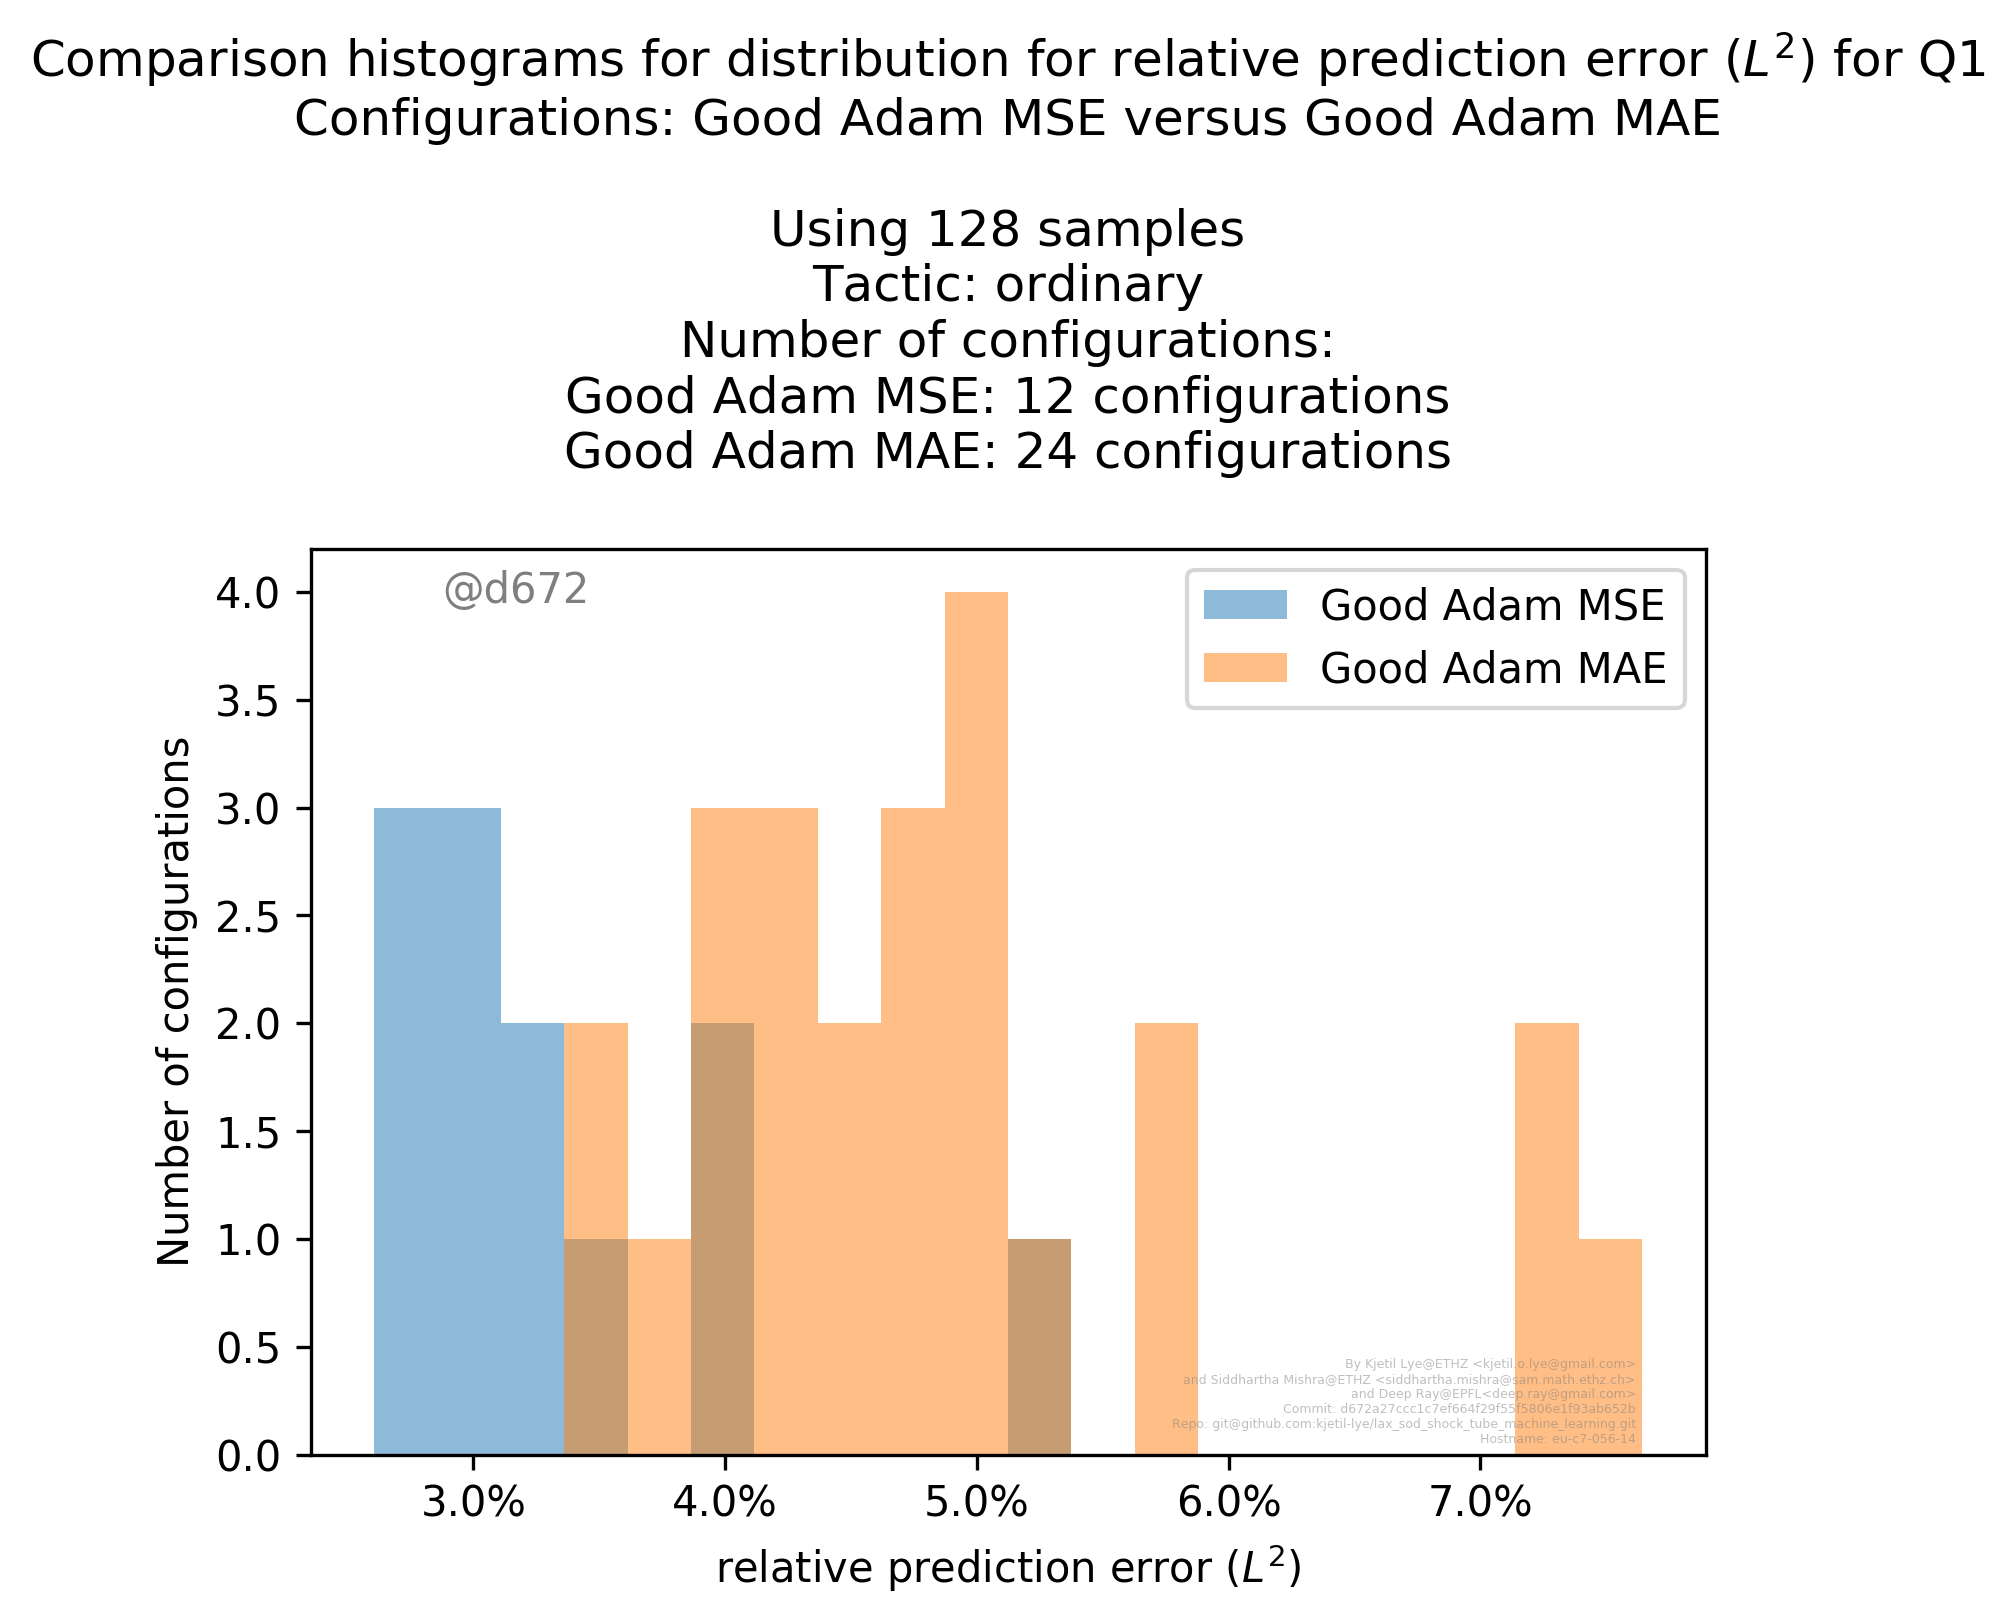 Comparison histograms for distribution for relative prediction error (L²) for Q1
Configurations: Good Adam MSE versus Good Adam MAE
Using 128 samples
Tactic: ordinary
Number of configurations:
Good Adam MSE: 12 configurations
Good Adam MAE: 24 configurations
@d672
Good Adam MSE
Good Adam MAE
Number of configurations
4.0
3.5
3.0
2.5
2.0
1.5
1.0
0.5
0.0
By Kjetil Lye@ETHZ <kjetil.o.lye@gmail.com>
and Siddhartha Mishra@ETHZ <siddhartha.mishra@sam.math.ethz.ch>
and Deep Ray@EPFL<deep.ray@gmail.com>
Commit: d672a27ccc1c7ef664f29f55f5806e1f93ab652b
Repo: git@github.com:kjetil-lye/lax_sod_shock_tube_machine_learning.git
Hostname: eu-c7-056-14
3.0% 4.0% 5.0% 6.0% 7.0%
relative prediction error (L²)